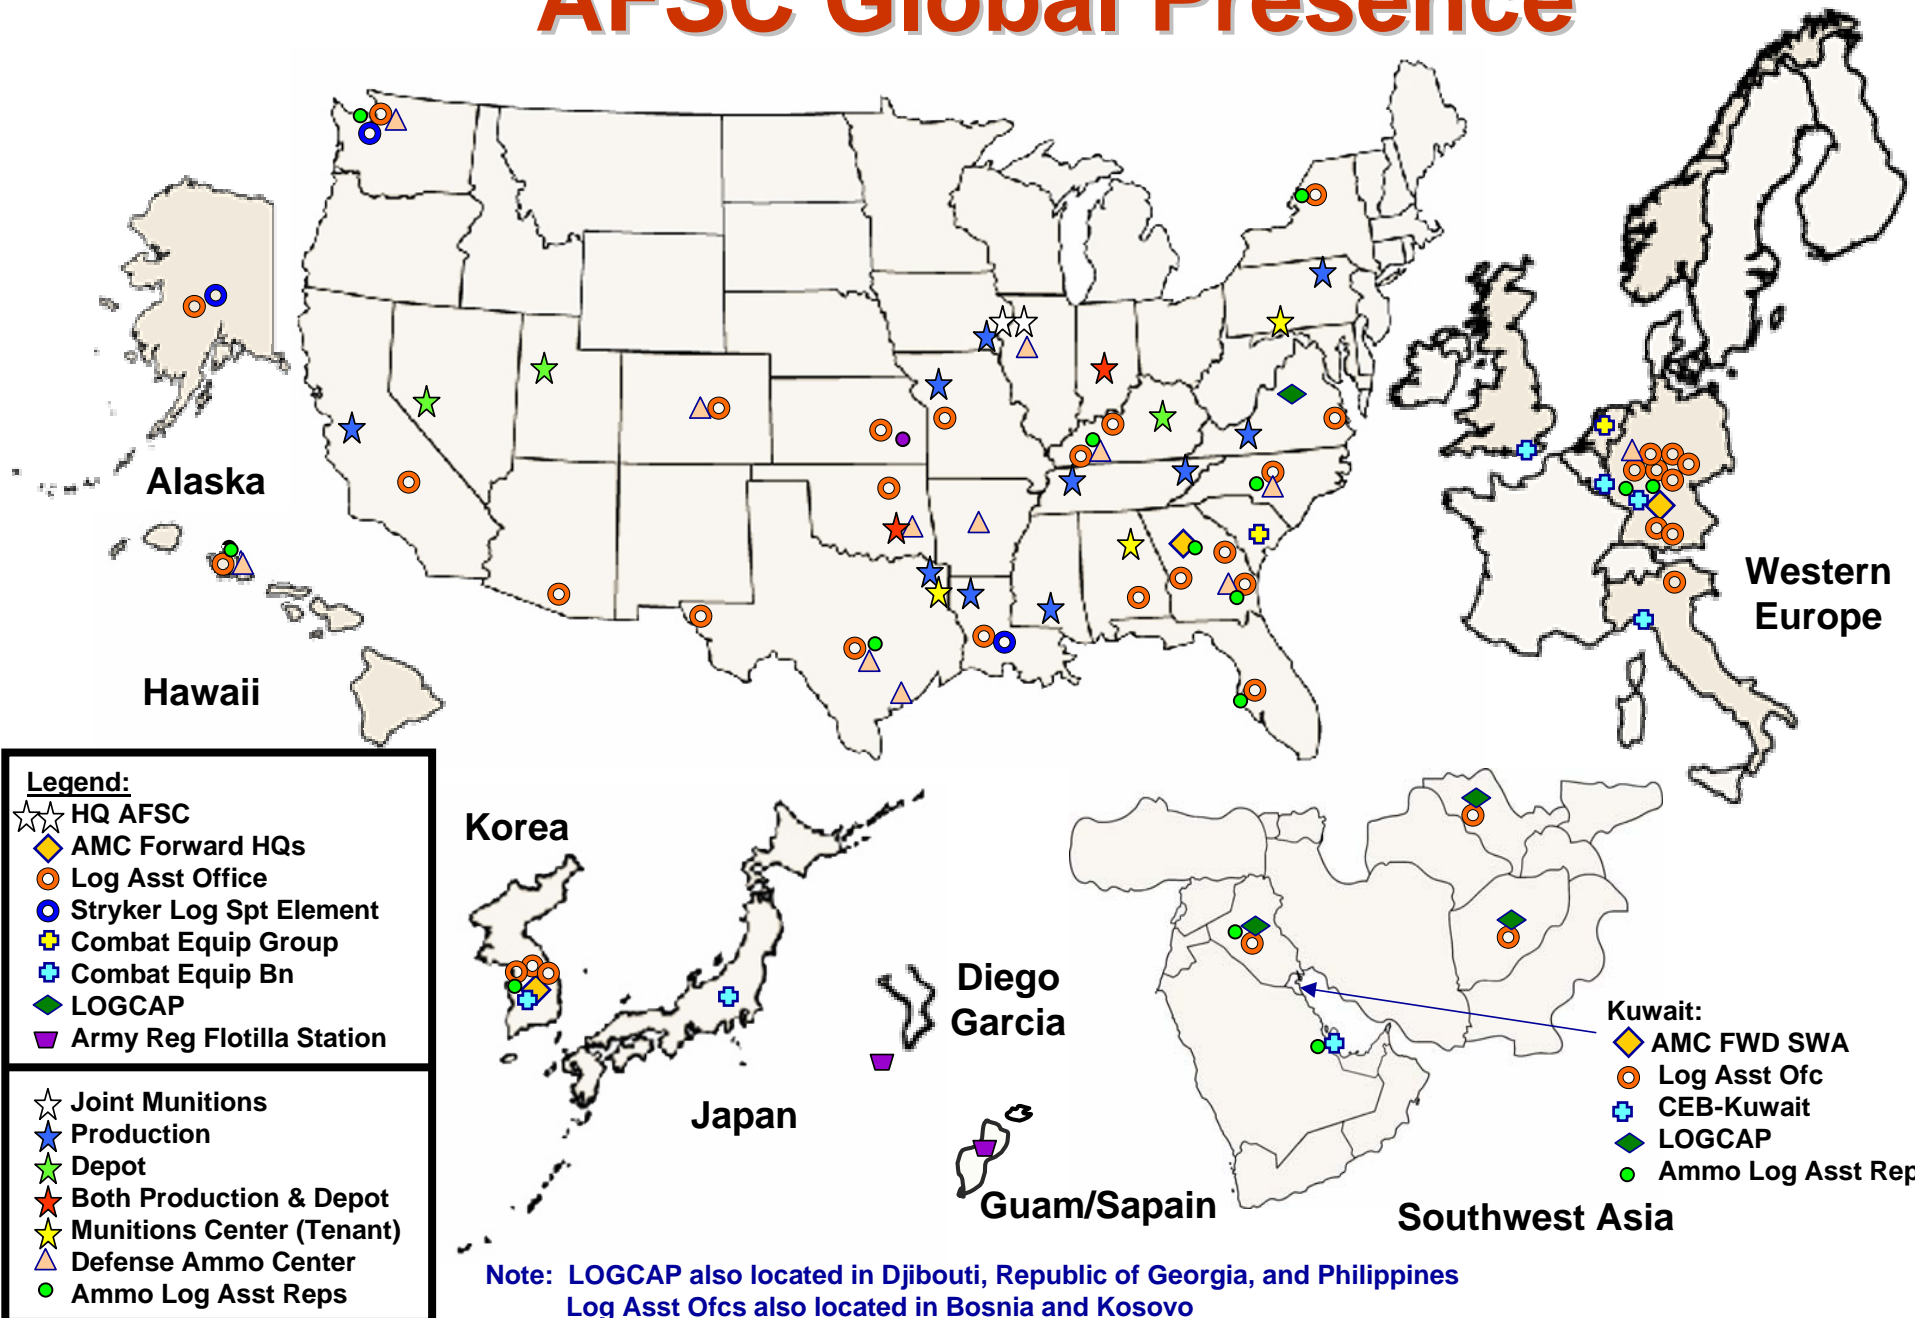 AFSC Global Presence
Alaska
Hawaii
Western
Europe
Legend:
HQ AFSC
AMC Forward HQs
Log Asst Office
Stryker Log Spt Element
Combat Equip Group
Combat Equip Bn
LOGCAP
Army Reg Flotilla Station
Joint Munitions
Production
Depot
Both Production & Depot
Munitions Center (Tenant)
Defense Ammo Center
Ammo Log Asst Reps
Korea
Japan
Diego
Garcia
Guam/Sapain
Kuwait:
AMC FWD SWA
Log Asst Ofc
CEB-Kuwait
LOGCAP
Ammo Log Asst Rep
Southwest Asia
Note: LOGCAP also located in Djibouti, Republic of Georgia, and Philippines
Log Asst Ofcs also located in Bosnia and Kosovo